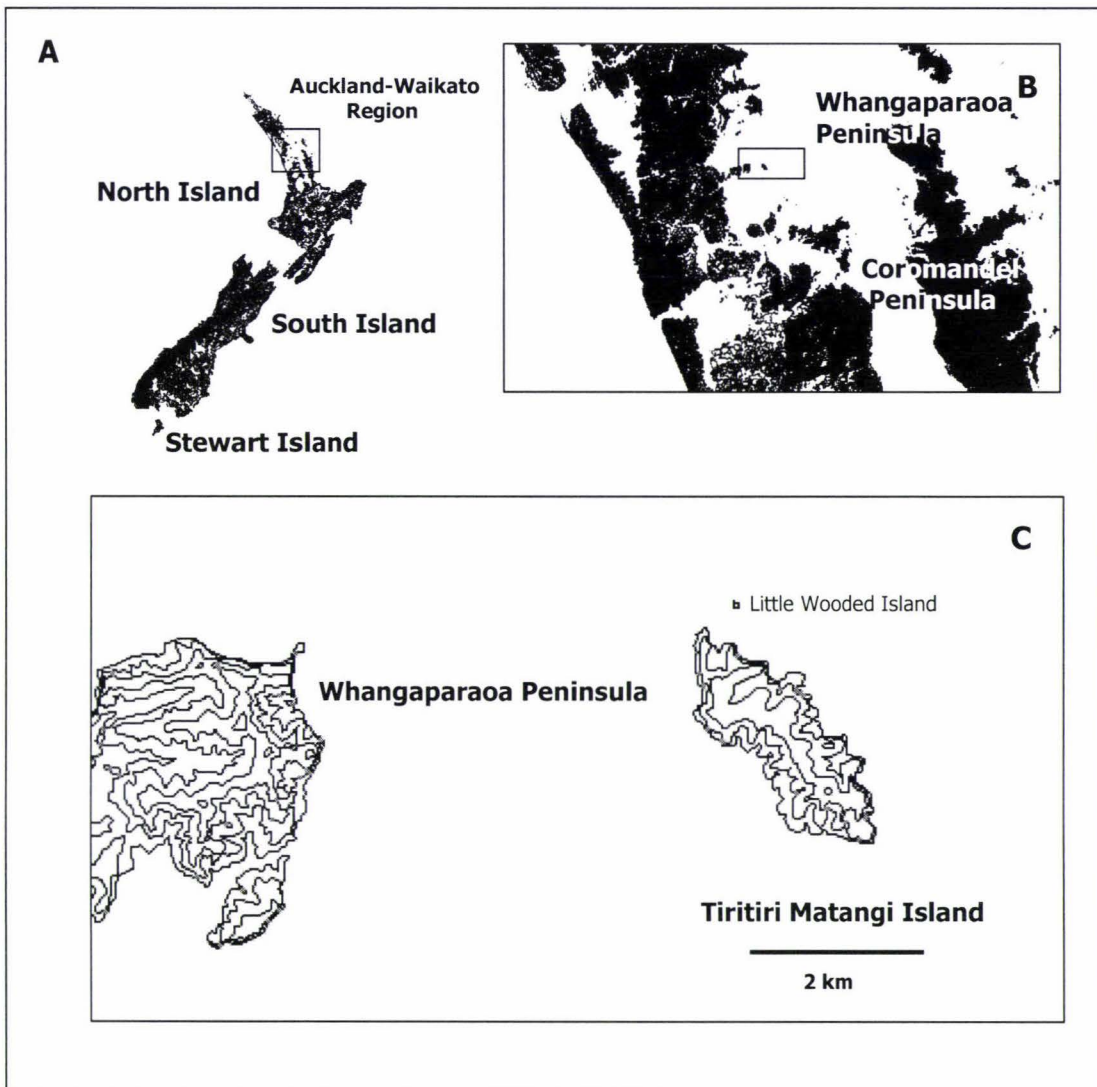 A
Auckland-Waikato
Region
North Island
South Island
Stewart Island
B
Whangaparaoa
Peninsula
Coromandel
Peninsula
C
Little Wooded Island
Whangaparaoa Peninsula
Tiritiri Matangi Island
2 km